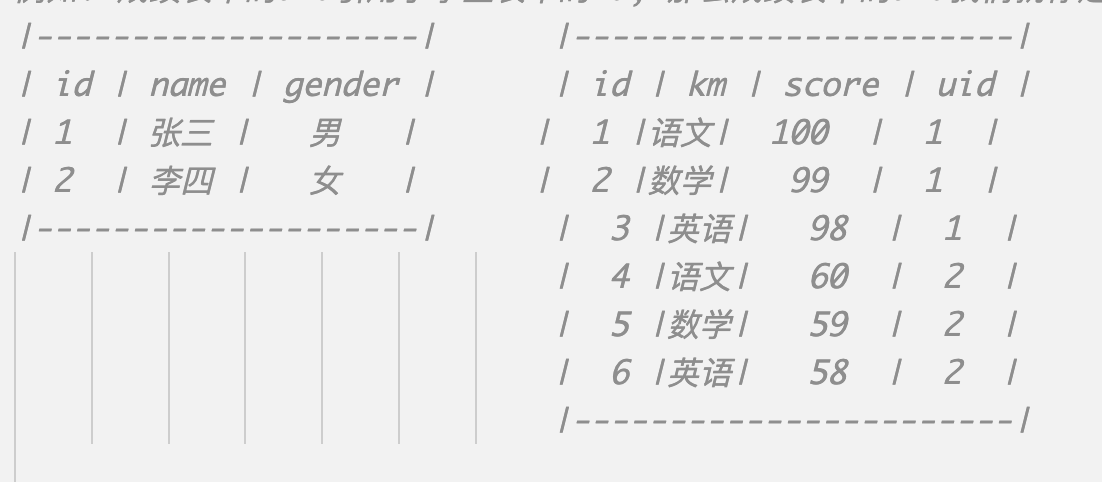 |--------------------|      |-----------------------|
| id | name | gender |      | id | km | score | uid |
| 1  | 张三 |   男   |      | 1 |语文|  100  |  1  |
| 2  | 李四 |   女   |      | 2 |数学|   99  |  1  |
|--------------------|      | 3 |英语|   98  |  1  |
| 4 |语文|   60  |  2  |
| 5 |数学|   59  |  2  |
| 6 |英语|   58  |  2  |
|-----------------------|